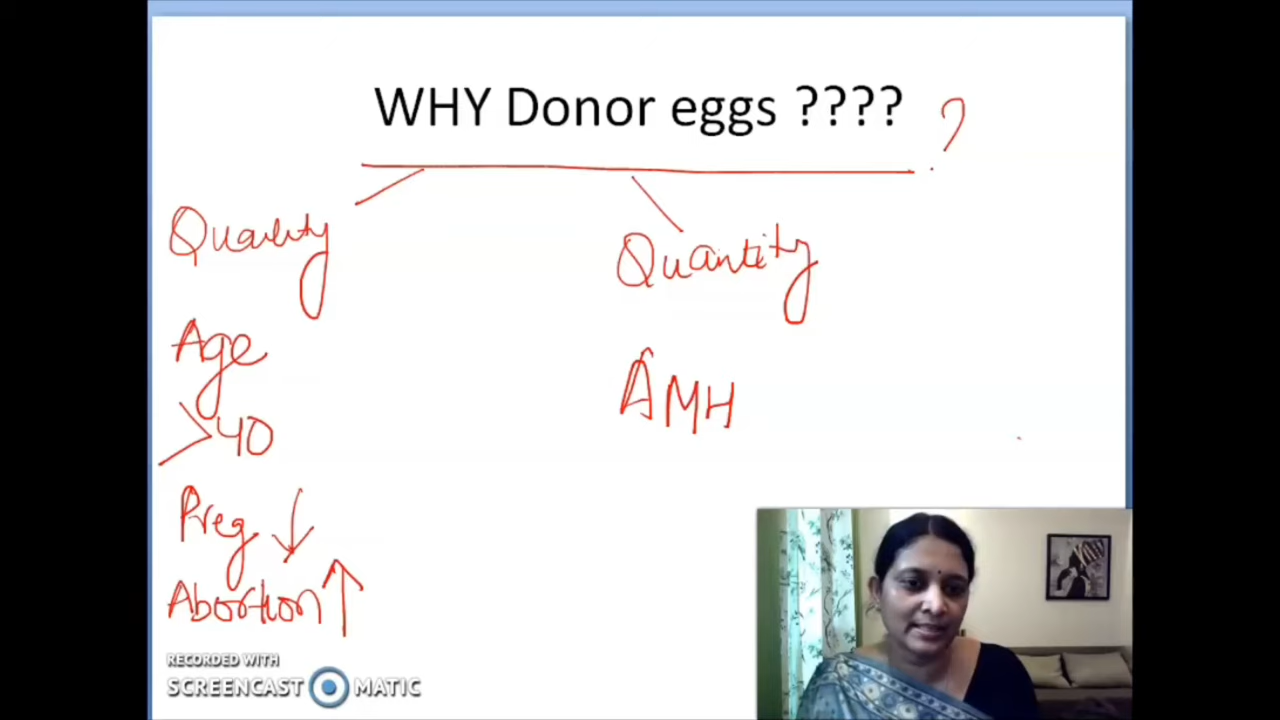 WHY Donor eggs ???? ?
Quality
Quantity
Age
AMH
>40
Preg ↓
Abortion ↑
RECORDED WITH
SCREENCAST MATIC